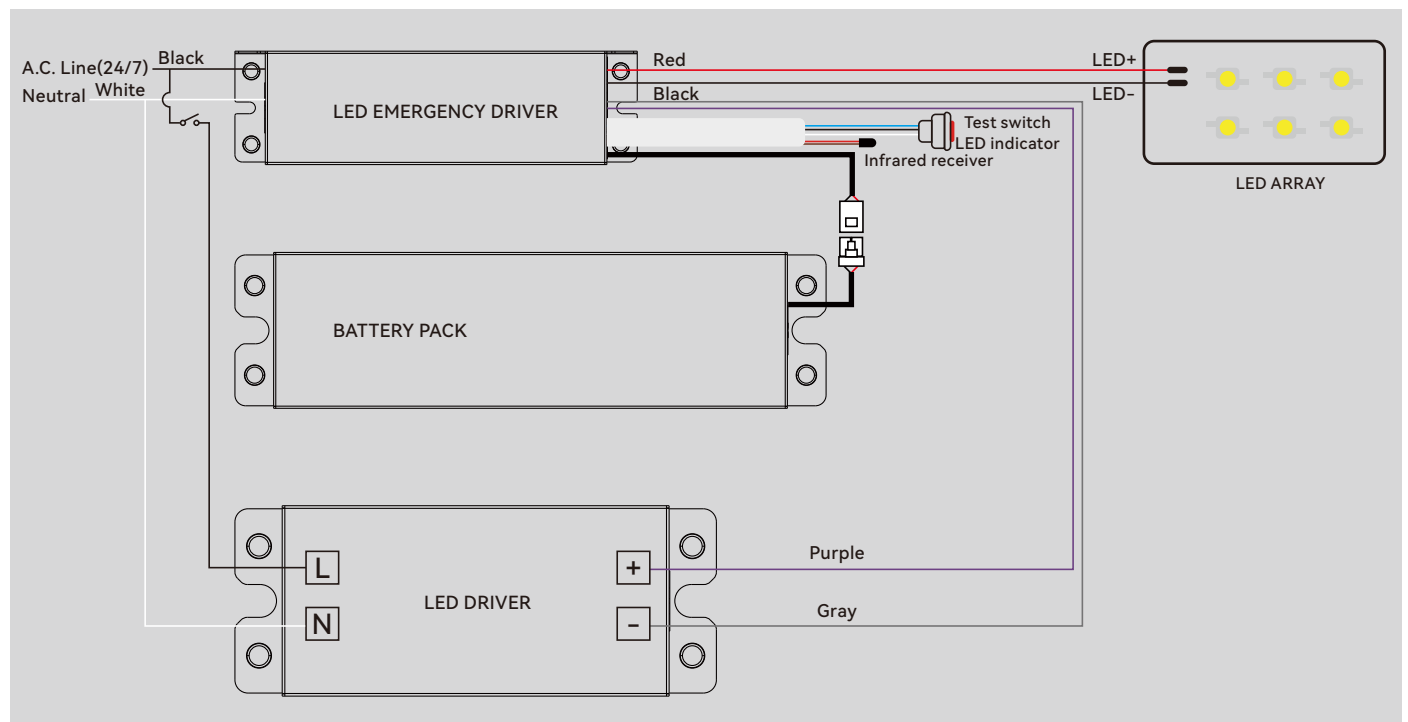 A.C. Line(24/7)
Black
Neutral
White
LED EMERGENCY DRIVER
Red
Black
LED+
LED-
Test switch
LED indicator
Infrared receiver
LED ARRAY
BATTERY PACK
L
N
LED DRIVER
+
-
Purple
Gray